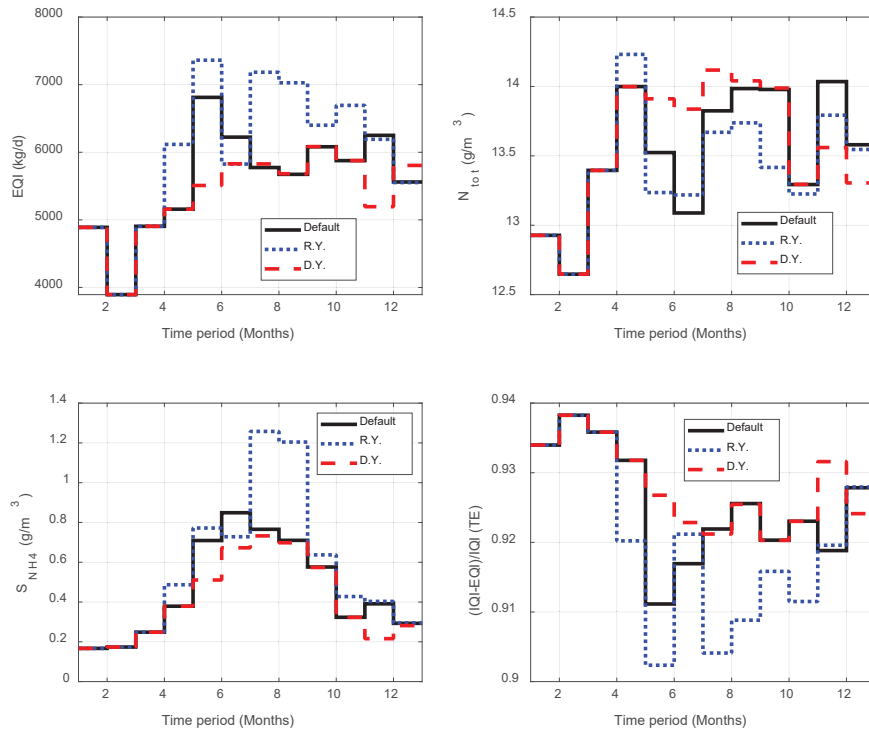 8000
7000
6000
5000
4000
EQI (kg/d)
Default
R.Y.
D.Y.
2
4
6
8
10
12
Time period (Months)
14.5
14
13.5
13
12.5
N tot (g/m 3)
Default
R.Y.
D.Y.
2
4
6
8
10
12
Time period (Months)
1.4
1.2
1
0.8
0.6
0.4
0.2
0
S NH4 (g/m 3)
Default
R.Y.
D.Y.
2
4
6
8
10
12
Time period (Months)
0.94
0.93
0.92
0.91
0.9
(IQI-EQI)/IQI (TE)
Default
R.Y.
D.Y.
2
4
6
8
10
12
Time period (Months)